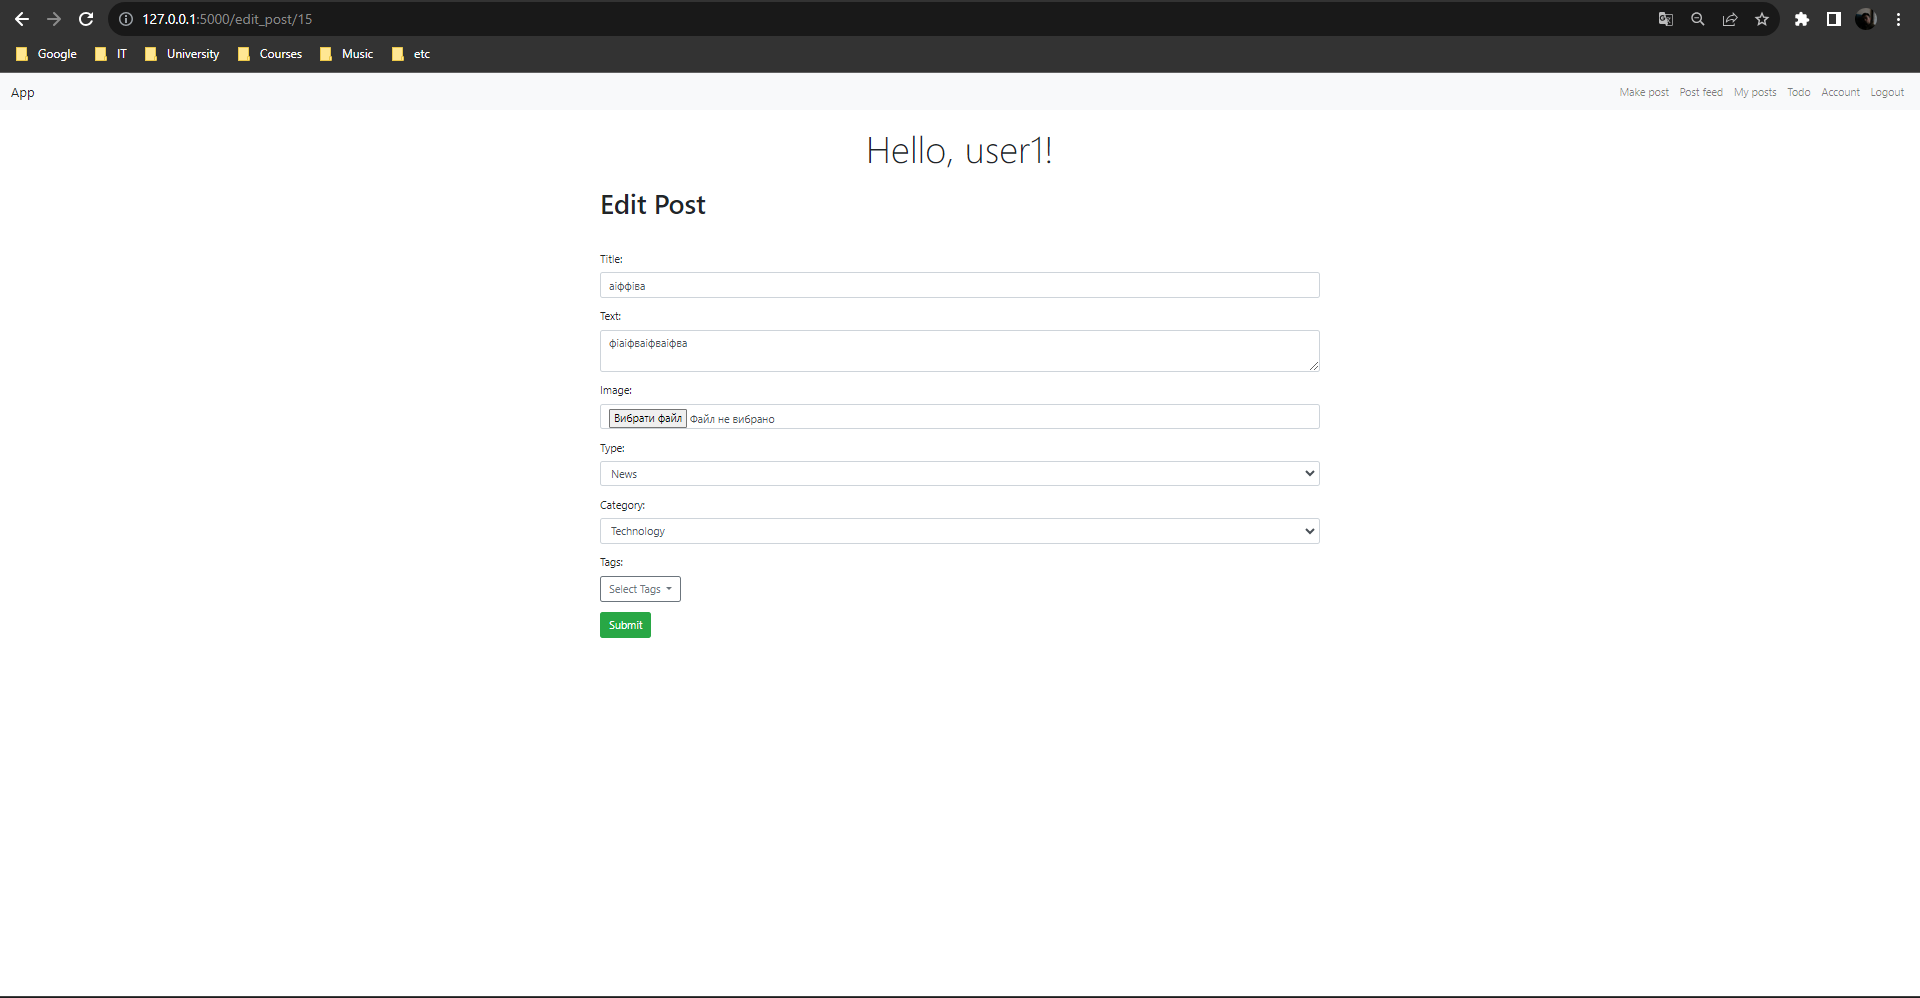 127.0.0.1:5000/edit_post/15
Google IT University Courses Music etc
App Make post Post feed My posts Todo Account Logout
Hello, user1!
Edit Post
Title:
аіффіва
Text:
фіаіфваіфваіфва
Image:
Вибрати файл Файл не вибрано
Type:
News
Category:
Technology
Tags:
Select Tags
Submit